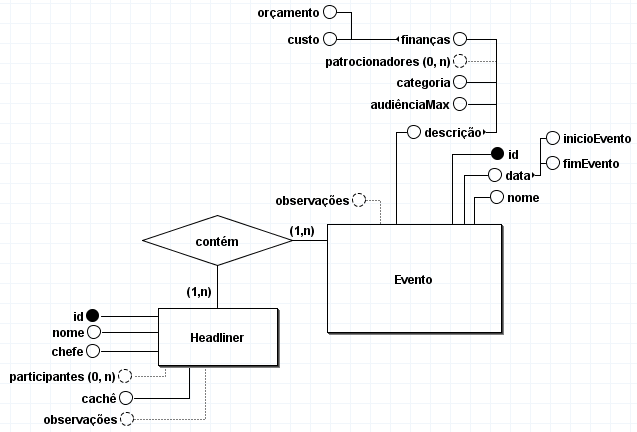 orçamento
custo
finanças
patrocionadores (0, n)
categoria
audiênciaMax
descrição
id
inicioEvento
data
fimEvento
nome
observações
(1,n)
contém
Evento
(1,n)
id
nome
Headliner
chefe
participantes (0, n)
cachê
observações